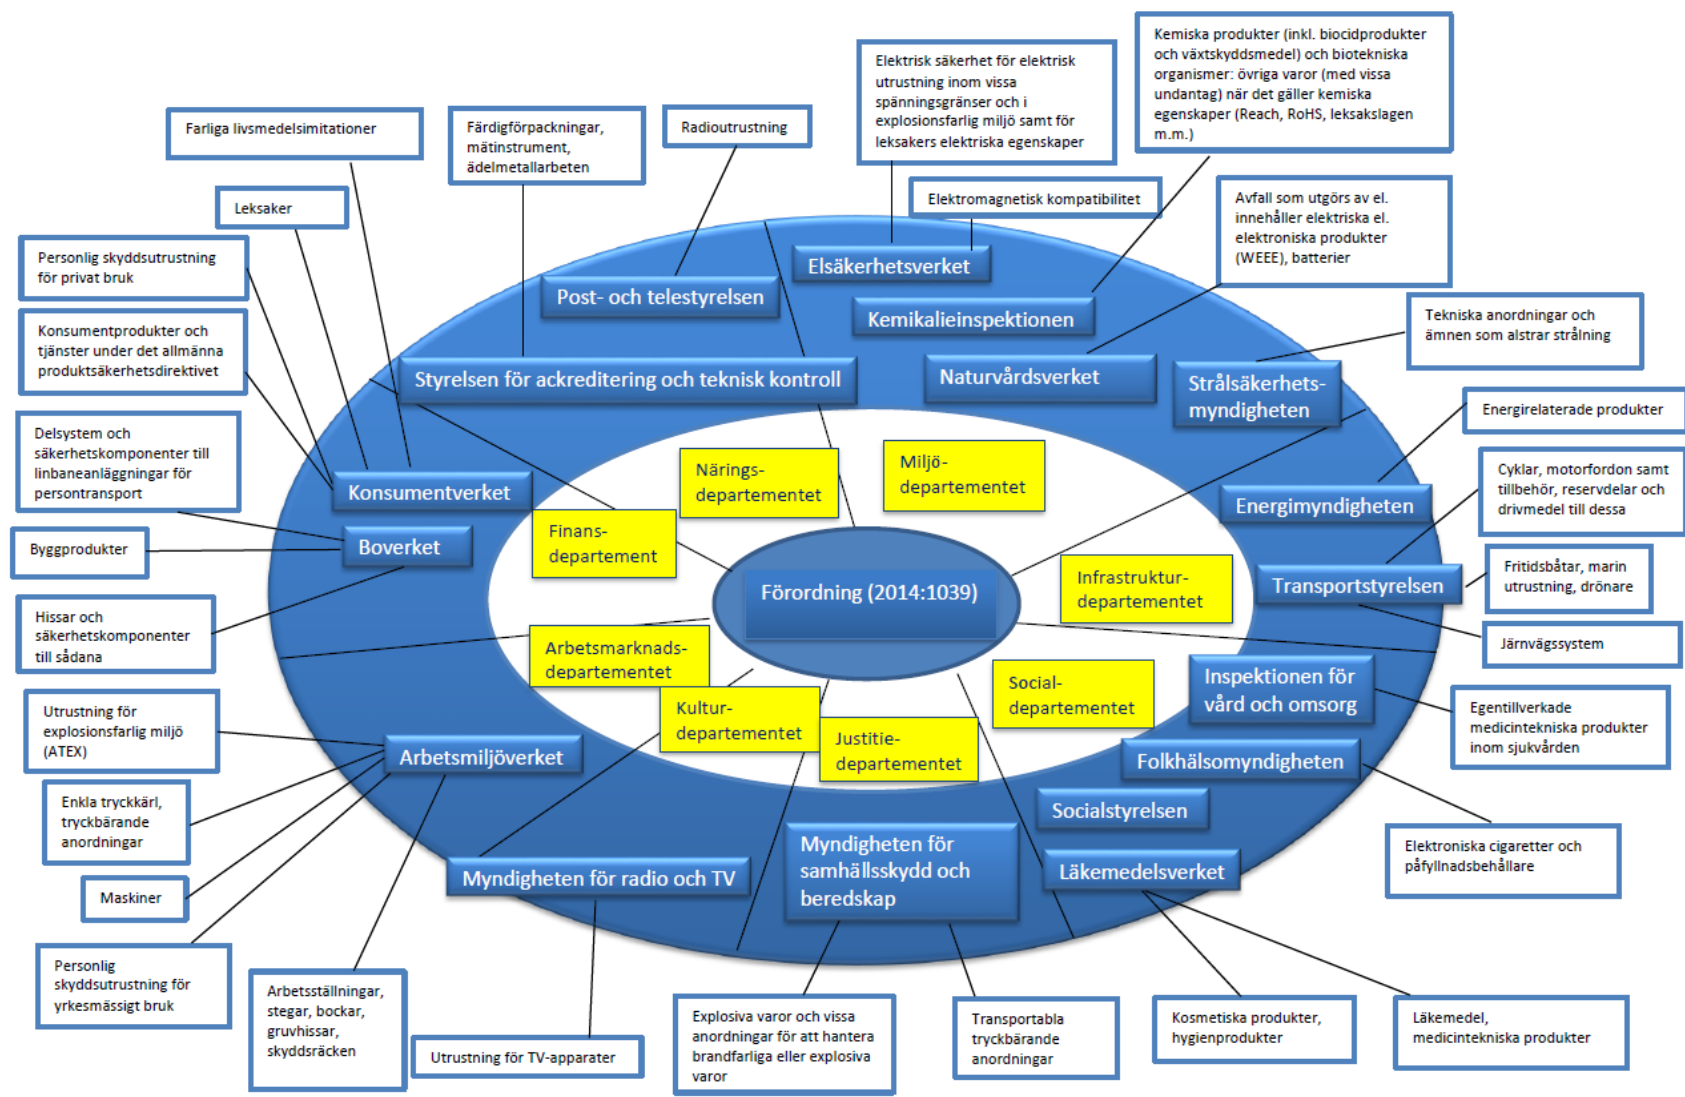 Kemiska produkter (inkl. biocidprodukter
och växtskyddsmedel) och biotekniska
organismer: övriga varor (med vissa
undantag) när det gäller kemiska
egenskaper (Reach, RoHS, leksakslagen
m.m.)
Elektrisk säkerhet för elektrisk
utrustning inom vissa
spänningsgränser och i
explosionsfarlig miljö samt för
leksakers elektriska egenskaper
Farliga livsmedelsimitationer
Färdigförpackningar,
mätinstrument,
ädelmetallarbeten
Radioutrustning
Leksaker
Elektromagnetisk kompatibilitet
Avfall som utgörs av el.
innehåller elektriska el.
elektroniska produkter
(WEEE), batterier
Personlig skyddsutrustning
för privat bruk
Konsumentprodukter och
tjänster under det allmänna
produktsäkerhetsdirektivet
Delsystem och
säkerhetskomponenter till
linbaneanläggningar för
persontransport
Byggprodukter
Hissar och
säkerhetskomponenter
till sådana
Utrustning för
explosionsfarlig miljö
(ATEX)
Enkla tryckkärl,
tryckbärande
anordningar
Maskiner
Personlig
skyddsutrustning för
yrkesmässigt bruk
Arbetsställningar,
stegar, bockar,
gruvhissar,
skyddsräcken
Utrustning för TV-apparater
Explosiva varor och vissa
anordningar för att hantera
brandfarliga eller explosiva
varor
Transportabla
tryckbärande
anordningar
Kosmetiska produkter,
hygienprodukter
Läkemedel,
medicintekniska produkter
Elektroniska cigaretter och
påfyllnadsbehållare
Egentillverkade
medicintekniska produkter
inom sjukvården
Järnvägssystem
Fritidsbåtar, marin
utrustning, drönare
Cyklar, motorfordon samt
tillbehör, reservdelar och
drivmedel till dessa
Energirelaterade produkter
Tekniska anordningar och
ämnen som alstrar strålning
Elsäkerhetsverket
Post- och telestyrelsen
Kemikalieinspektionen
Styrelsen för ackreditering och teknisk kontroll
Naturvårdsverket
Strålsäkerhets-
myndigheten
Konsumentverket
Boverket
Energimyndigheten
Transportstyrelsen
Inspektionen för
vård och omsorg
Folkhälsomyndigheten
Socialstyrelsen
Läkemedelsverket
Myndigheten för
samhällsskydd och
beredskap
Myndigheten för radio och TV
Arbetsmiljöverket
Närings-
departementet
Miljö-
departementet
Finans-
departement
Infrastruktur-
departementet
Arbetsmarknads-
departementet
Kultur-
departementet
Justitie-
departementet
Social-
departementet
Förordning (2014:1039)